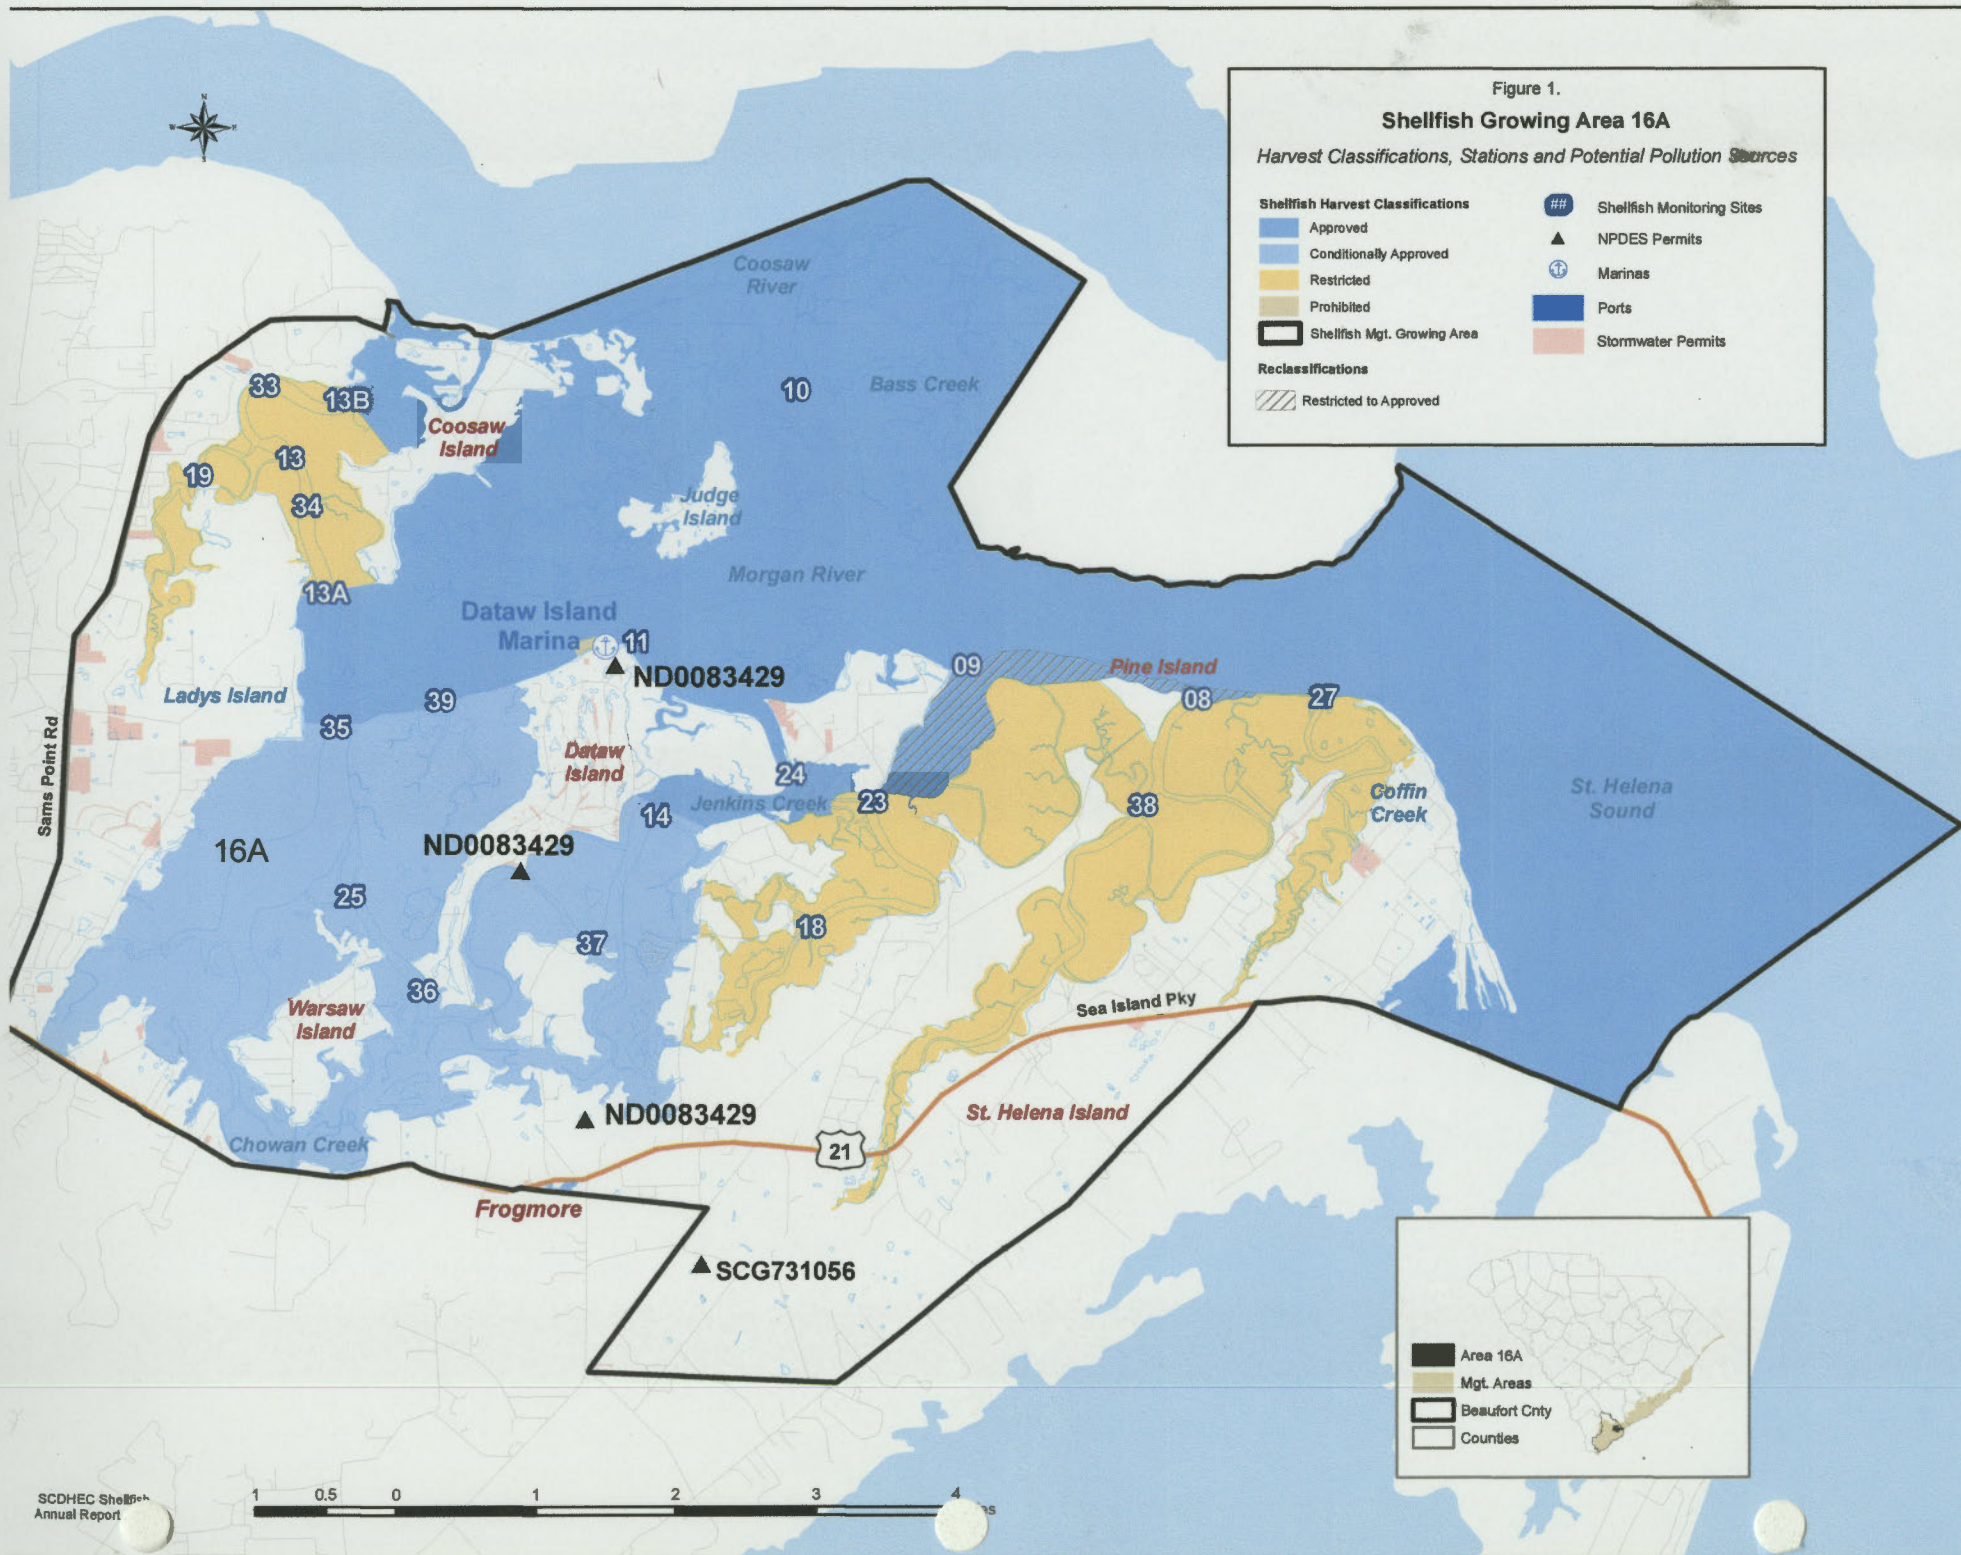 Figure 1.
Shellfish Growing Area 16A
Harvest Classifications, Stations and Potential Pollution Sources
Shellfish Harvest Classifications
Approved
Conditionally Approved
Restricted
Prohibited
Shellfish Mgt. Growing Area
Reclassifications
Restricted to Approved
##
Shellfish Monitoring Sites
NPDES Permits
Marinas
Ports
Stormwater Permits
N
W
E
S
Coosaw
River
10
Bass Creek
33
13B
Coosaw
Island
13
19
34
Judge
Island
13A
Morgan River
Dataw Island
Marina
11
ND0083429
09
Pine Island
08
27
Ladys Island
39
35
Sams Point Rd
Dataw
Island
24
Jenkins Creek
14
23
38
Coffin
Creek
St. Helena
Sound
16A
ND0083429
25
18
37
36
Warsaw
Island
Sea Island Pky
ND0083429
St. Helena Island
Chowan Creek
21
Frogmore
SCG731056
Area 16A
Mgt. Areas
Beaufort Cnty
Counties
SCDHEC Shellfish
Annual Report
1 0.5 0 1 2 3 4